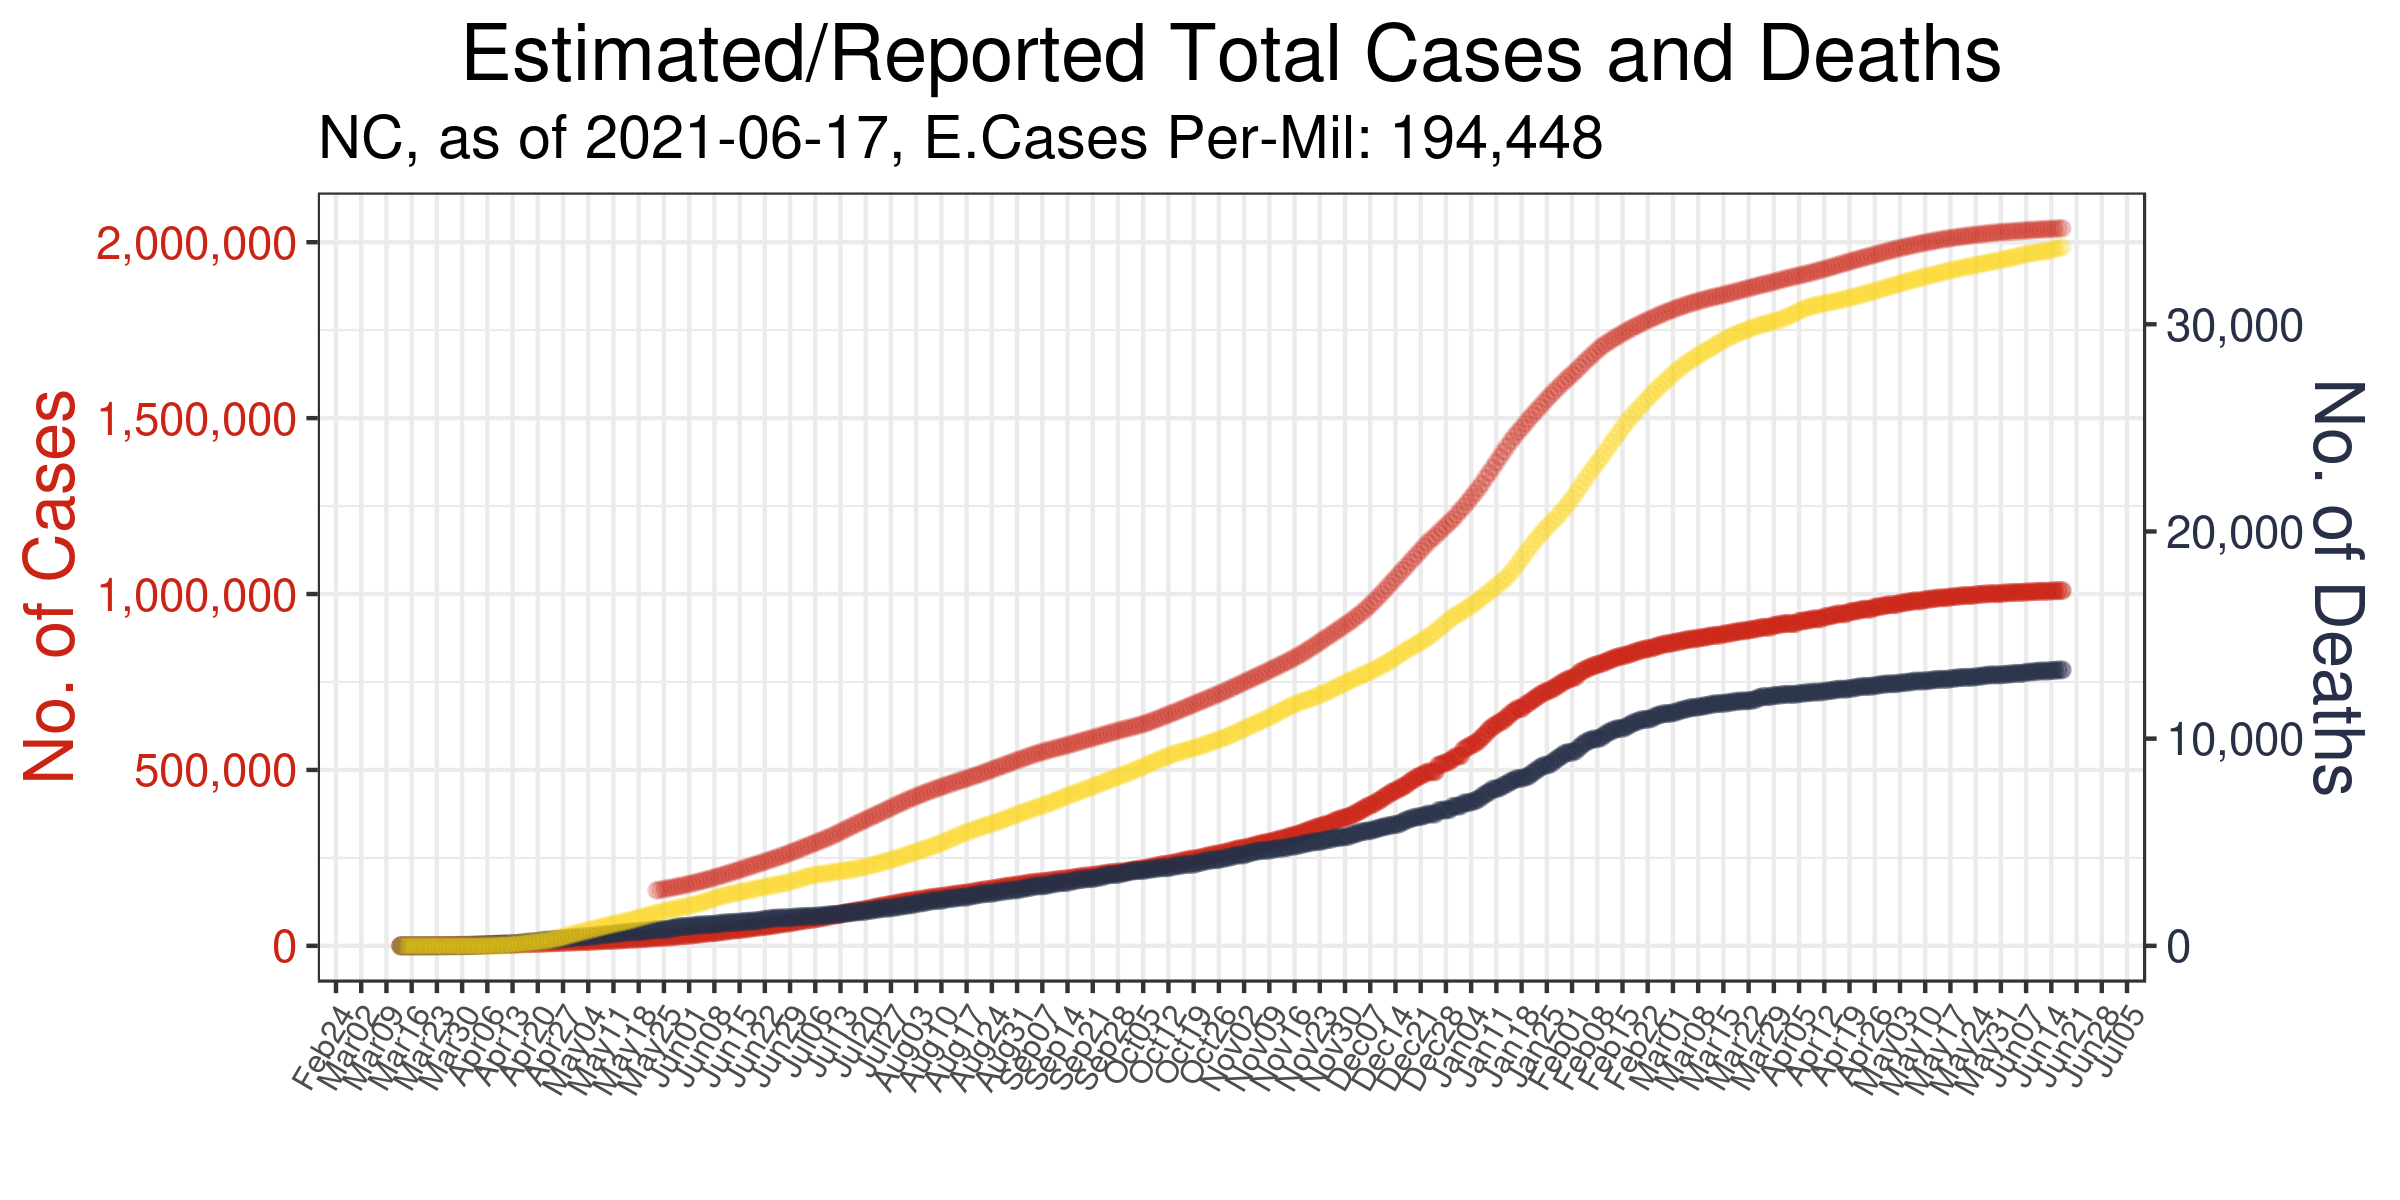 Estimated/Reported Total Cases and Deaths
NC, as of 2021-06-17, E.Cases Per-Mil: 194,448
No. of Cases
2,000,000
1,500,000
1,000,000
500,000
0
30,000
20,000
10,000
0
No. of Deaths
Feb24
Mar02
Mar09
Mar16
Mar23
Mar30
Apr06
Apr13
Apr20
Apr27
May04
May11
May18
May25
Jun01
Jun08
Jun15
Jun22
Jun29
Jul06
Jul13
Jul20
Jul27
Aug03
Aug10
Aug17
Aug24
Aug31
Sep07
Sep14
Sep21
Sep28
Oct05
Oct12
Oct19
Oct26
Nov02
Nov09
Nov16
Nov23
Nov30
Dec07
Dec14
Dec21
Dec28
Jan04
Jan11
Jan18
Jan25
Feb01
Feb08
Feb15
Feb22
Mar01
Mar08
Mar15
Mar22
Mar29
Apr05
Apr12
Apr19
Apr26
May03
May10
May17
May24
May31
Jun07
Jun14
Jun21
Jun28
Jul05